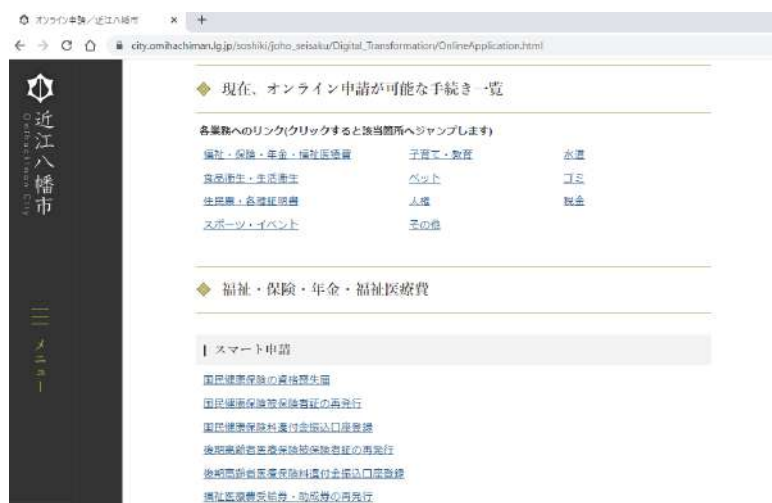 オンライン申請／近江八幡市
city.omihachiman.lg.jp/soshiki/joho_seisaku/Digital_Transformation/OnlineApplication.html
近江八幡市
Omihachiman City
メニュー
現在、オンライン申請が可能な手続き一覧
各業務へのリンク(クリックすると該当箇所へジャンプします)
福祉・保険・年金・福祉医療費 子育て・教育 水道
食品衛生・生活衛生 ペット ゴミ
住民票・各種証明書 人権 税金
スポーツ・イベント その他
福祉・保険・年金・福祉医療費
スマート申請
国民健康保険の資格喪失届
国民健康保険被保険者証の再発行
国民健康保険料還付金振込口座登録
後期高齢者医療保険被保険者証の再発行
後期高齢者医療保険料還付金振込口座登録
福祉医療費受給券・助成券の再発行